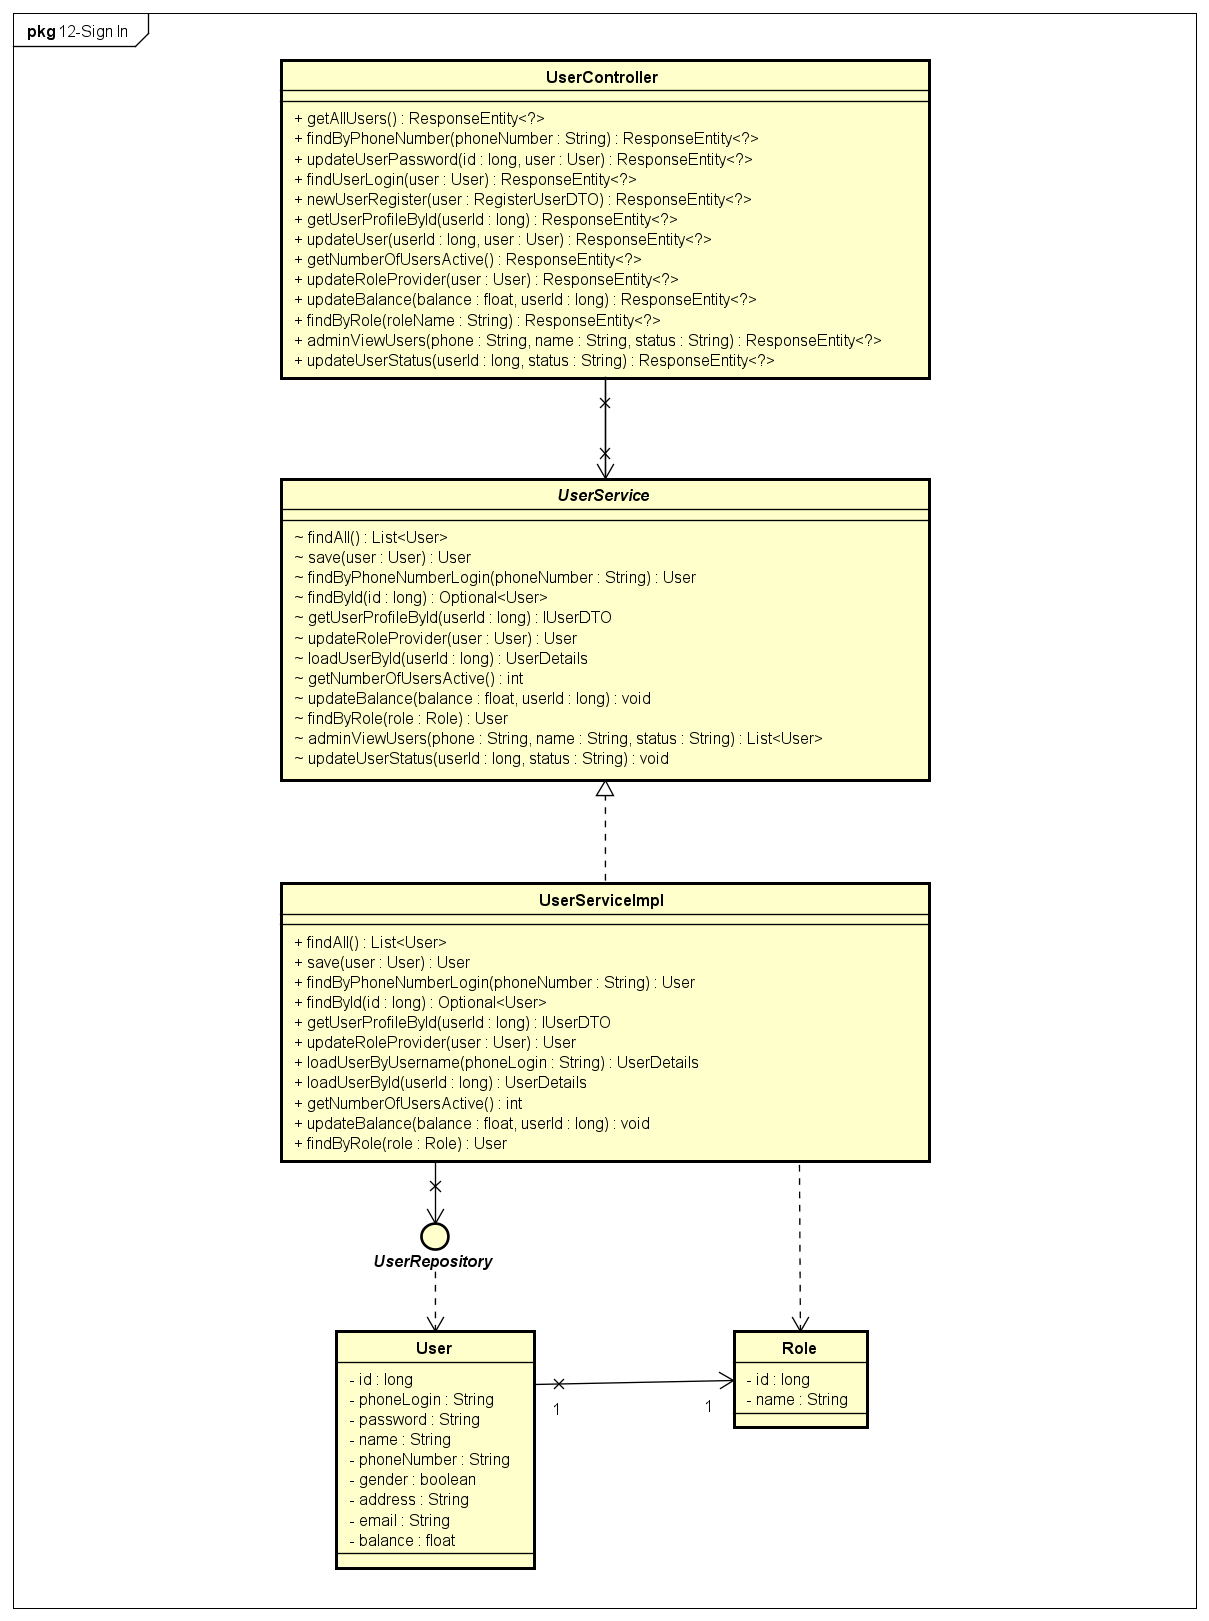 pkg 12-Sign In
UserController
+ getAllUsers() : ResponseEntity<?>
+ findByPhoneNumber(phoneNumber : String) : ResponseEntity<?>
+ updateUserPassword(id : long, user : User) : ResponseEntity<?>
+ findUserLogin(user : User) : ResponseEntity<?>
+ newUserRegister(user : RegisterUserDTO) : ResponseEntity<?>
+ getUserProfileById(userId : long) : ResponseEntity<?>
+ updateUser(userId : long, user : User) : ResponseEntity<?>
+ getNumberOfUsersActive() : ResponseEntity<?>
+ updateRoleProvider(user : User) : ResponseEntity<?>
+ updateBalance(balance : float, userId : long) : ResponseEntity<?>
+ findByRole(roleName : String) : ResponseEntity<?>
+ adminViewUsers(phone : String, name : String, status : String) : ResponseEntity<?>
+ updateUserStatus(userId : long, status : String) : ResponseEntity<?>
UserService
~ findAll() : List<User>
~ save(user : User) : User
~ findByPhoneNumberLogin(phoneNumber : String) : User
~ findById(id : long) : Optional<User>
~ getUserProfileById(userId : long) : IUserDTO
~ updateRoleProvider(user : User) : User
~ loadUserById(userId : long) : UserDetails
~ getNumberOfUsersActive() : int
~ updateBalance(balance : float, userId : long) : void
~ findByRole(role : Role) : User
~ adminViewUsers(phone : String, name : String, status : String) : List<User>
~ updateUserStatus(userId : long, status : String) : void
UserServiceImpl
+ findAll() : List<User>
+ save(user : User) : User
+ findByPhoneNumberLogin(phoneNumber : String) : User
+ findById(id : long) : Optional<User>
+ getUserProfileById(userId : long) : IUserDTO
+ updateRoleProvider(user : User) : User
+ loadUserByUsername(phoneLogin : String) : UserDetails
+ loadUserById(userId : long) : UserDetails
+ getNumberOfUsersActive() : int
+ updateBalance(balance : float, userId : long) : void
+ findByRole(role : Role) : User
UserRepository
User
- id : long
- phoneLogin : String
- password : String
- name : String
- phoneNumber : String
- gender : boolean
- address : String
- email : String
- balance : float
1
1
Role
- id : long
- name : String